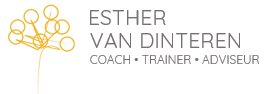 ESTHER
VAN DINTEREN
COACH • TRAINER • ADVISEUR